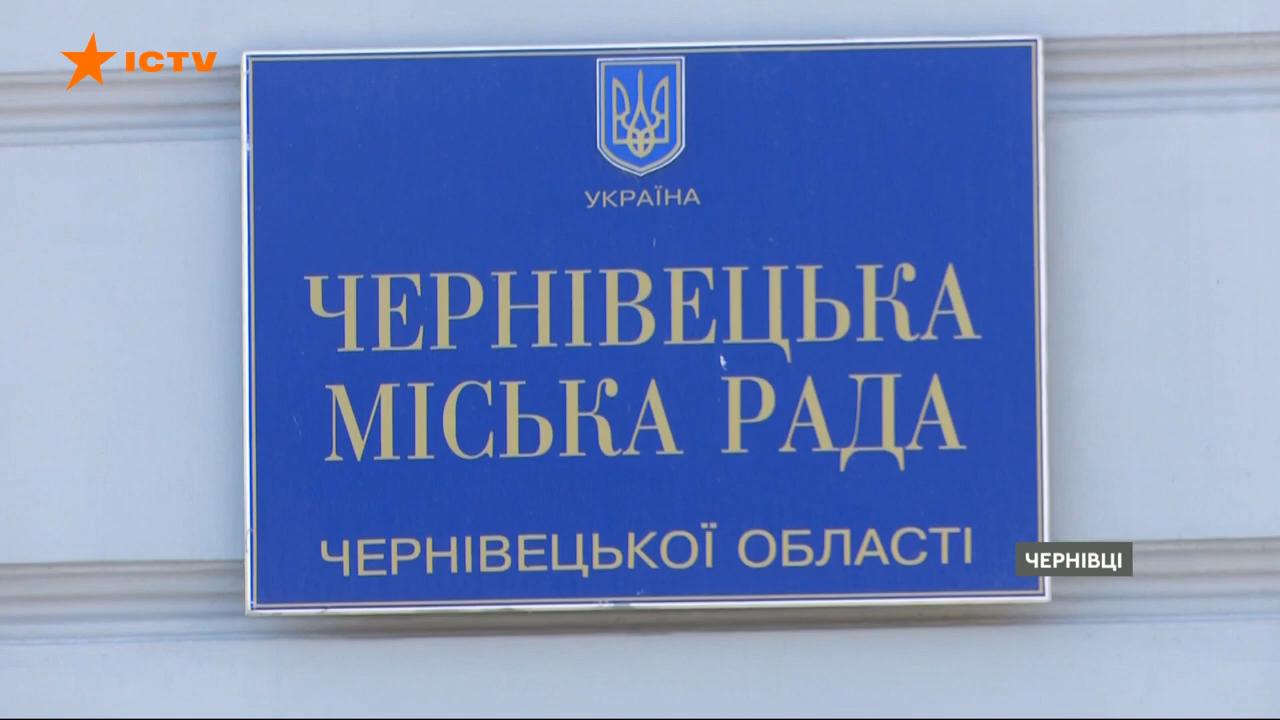 ICTV
УКРАЇНА
ЧЕРНІВЕЦЬКА
МІСЬКА РАДА
ЧЕРНІВЕЦЬКОЇ ОБЛАСТІ
ЧЕРНІВЦІ